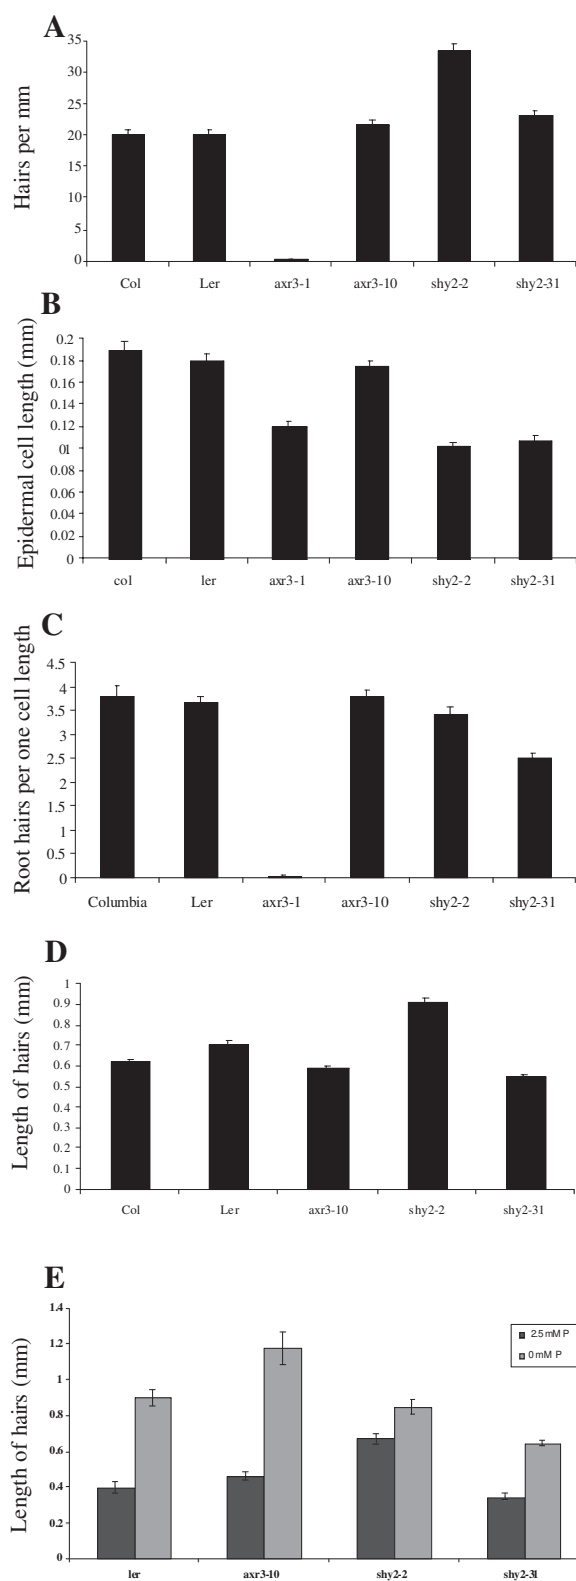 A
Hairs per mm
35
30
25
20
15
10
5
0
Col Ler axr3-1 axr3-10 shy2-2 shy2-31
B
Epidermal cell length (mm)
0.2
0.18
0.16
0.14
0.12
01
0.08
0.06
0.04
0.02
0
col ler axr3-1 axr3-10 shy2-2 shy2-31
C
Root hairs per one cell length
4.5
4
3.5
3
2.5
2
1.5
1
0.5
0
Columbia Ler axr3-1 axr3-10 shy2-2 shy2-31
D
Length of hairs (mm)
1
0.9
0.8
0.7
0.6
0.5
0.4
0.3
0.2
0.1
0
Col Ler axr3-10 shy2-2 shy2-31
E
Length of hairs (mm)
1.4
1.2
1
0.8
0.6
0.4
0.2
0
2.5 mM P
0 mM P
ler axr3-10 shy2-2 shy2-31